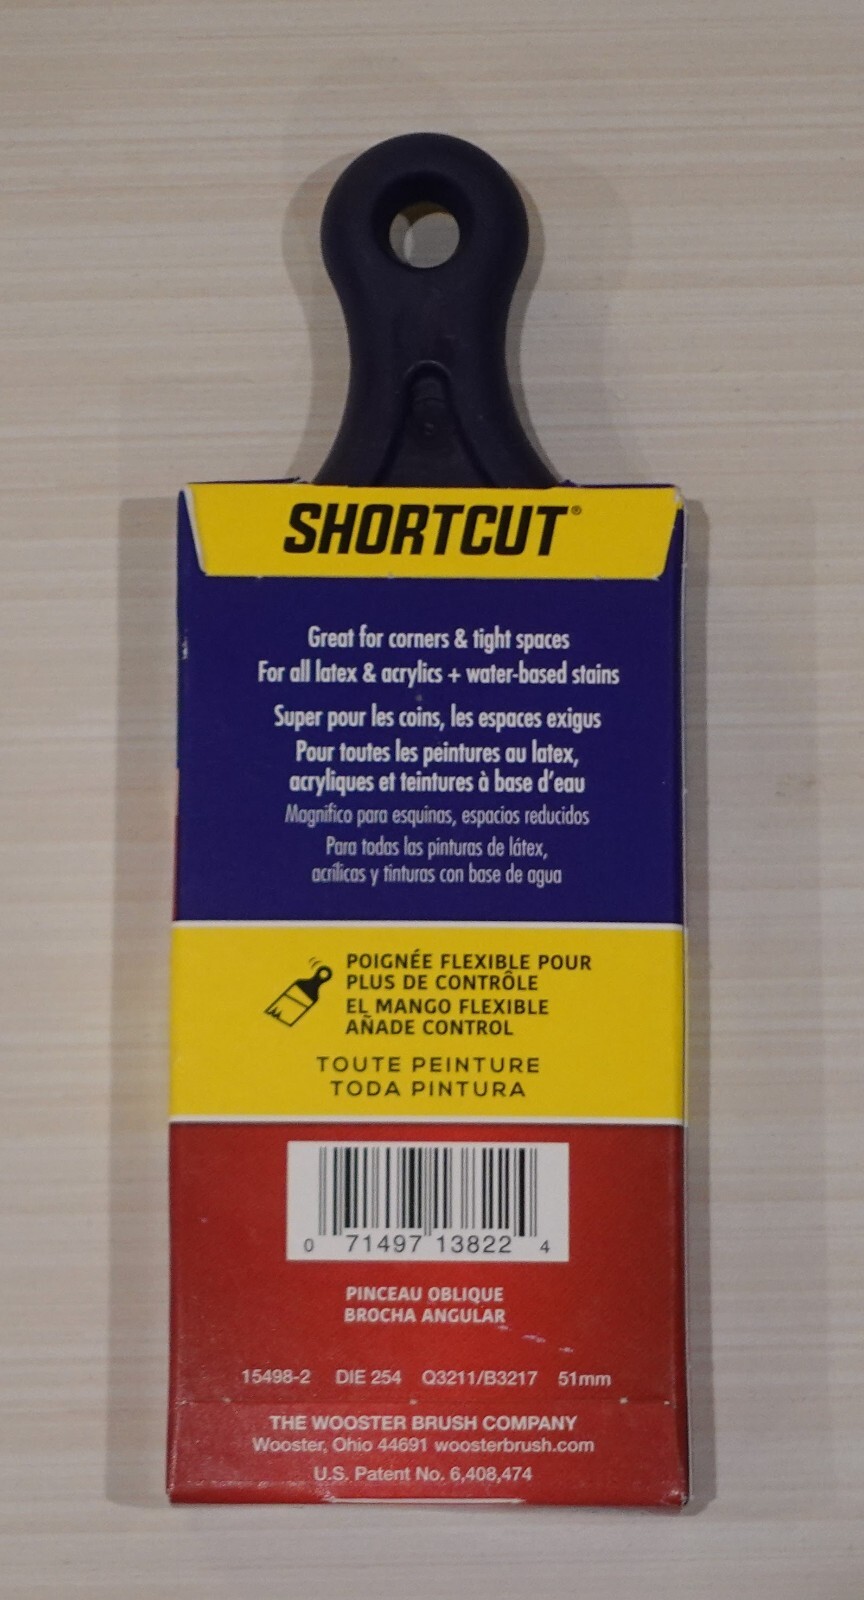 SHORTCUT®
Great for corners & tight spaces
For all latex & acrylics + water-based stains
Super pour les coins, les espaces exigus
Pour toutes les peintures au latex,
acryliques et teintures à base d'eau
Magnífico para esquinas, espacios reducidos
Para todas las pinturas de látex,
acrílicas y tinturas con base de agua
POIGNÉE FLEXIBLE POUR
PLUS DE CONTRÔLE
EL MANGO FLEXIBLE
AÑADE CONTROL
TOUTE PEINTURE
TODA PINTURA
0 71497 13822 4
PINCEAU OBLIQUE
BROCHA ANGULAR
15498-2 DIE 254 Q3211/B3217 51mm
THE WOOSTER BRUSH COMPANY
Wooster, Ohio 44691 woosterbrush.com
U.S. Patent No. 6,408,474